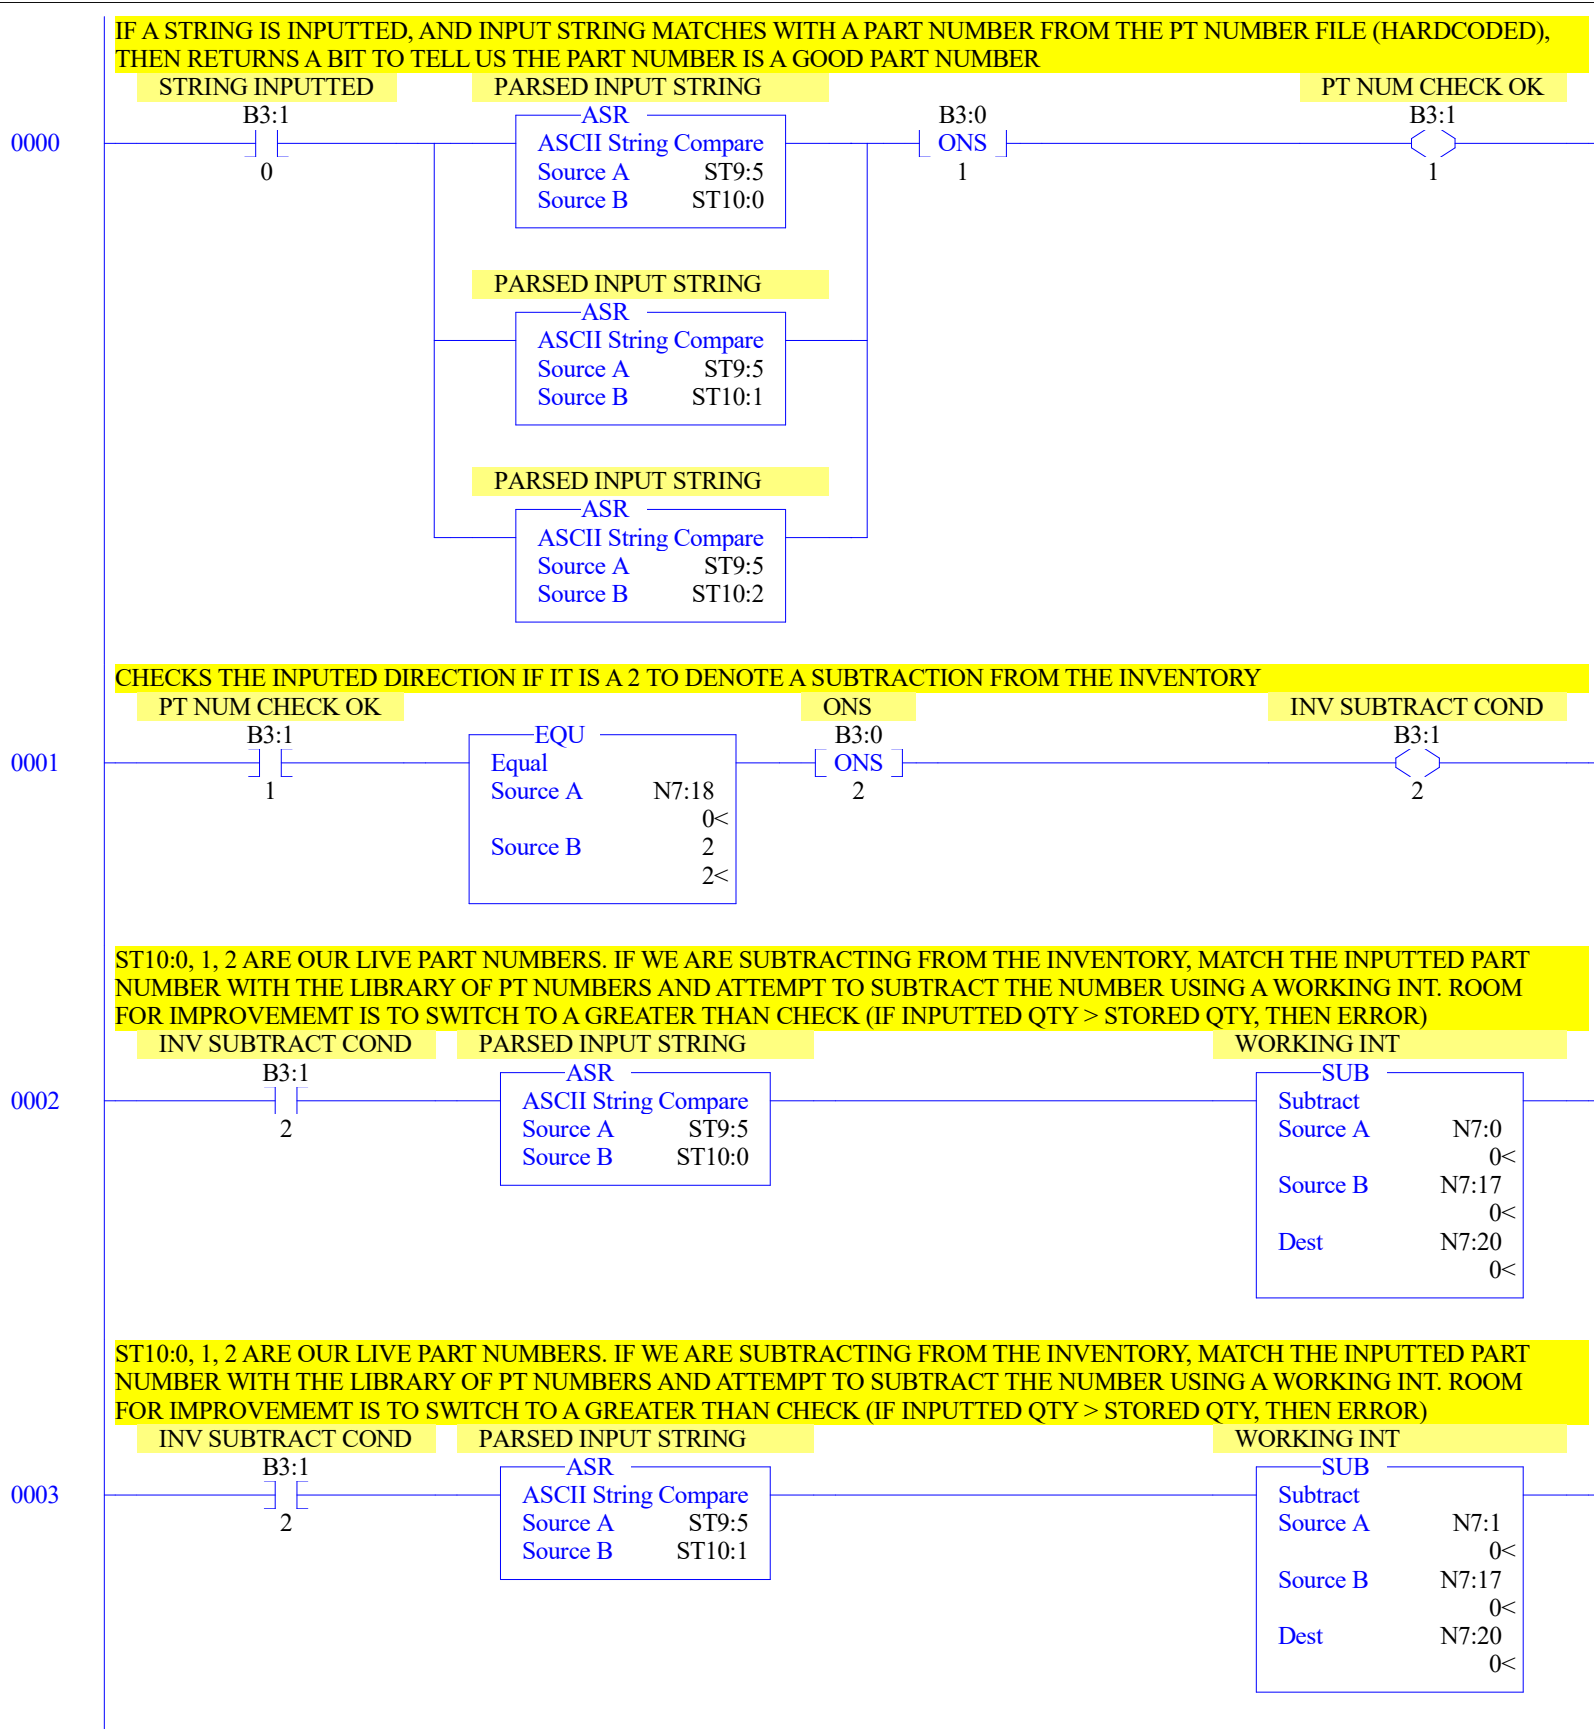 IF A STRING IS INPUTTED, AND INPUT STRING MATCHES WITH A PART NUMBER FROM THE PT NUMBER FILE (HARDCODED),
THEN RETURNS A BIT TO TELL US THE PART NUMBER IS A GOOD PART NUMBER
STRING INPUTTED PARSED INPUT STRING PT NUM CHECK OK
B3:1 ASR B3:0 B3:1
0000 ASCII String Compare ONS
0 Source A ST9:5 1 1
Source B ST10:0
PARSED INPUT STRING
ASR
ASCII String Compare
Source A ST9:5
Source B ST10:1
PARSED INPUT STRING
ASR
ASCII String Compare
Source A ST9:5
Source B ST10:2
CHECKS THE INPUTED DIRECTION IF IT IS A 2 TO DENOTE A SUBTRACTION FROM THE INVENTORY
PT NUM CHECK OK ONS INV SUBTRACT COND
B3:1 EQU B3:0 B3:1
0001 Equal ONS
1 Source A N7:18 2 2
0<
Source B 2
2<
ST10:0, 1, 2 ARE OUR LIVE PART NUMBERS. IF WE ARE SUBTRACTING FROM THE INVENTORY, MATCH THE INPUTTED PART
NUMBER WITH THE LIBRARY OF PT NUMBERS AND ATTEMPT TO SUBTRACT THE NUMBER USING A WORKING INT. ROOM
FOR IMPROVEMEMT IS TO SWITCH TO A GREATER THAN CHECK (IF INPUTTED QTY > STORED QTY, THEN ERROR)
INV SUBTRACT COND PARSED INPUT STRING WORKING INT
B3:1 ASR SUB
0002 ASCII String Compare Subtract
2 Source A ST9:5 Source A N7:0
Source B ST10:0 0<
Source B N7:17
0<
Dest N7:20
0<
ST10:0, 1, 2 ARE OUR LIVE PART NUMBERS. IF WE ARE SUBTRACTING FROM THE INVENTORY, MATCH THE INPUTTED PART
NUMBER WITH THE LIBRARY OF PT NUMBERS AND ATTEMPT TO SUBTRACT THE NUMBER USING A WORKING INT. ROOM
FOR IMPROVEMEMT IS TO SWITCH TO A GREATER THAN CHECK (IF INPUTTED QTY > STORED QTY, THEN ERROR)
INV SUBTRACT COND PARSED INPUT STRING WORKING INT
B3:1 ASR SUB
0003 ASCII String Compare Subtract
2 Source A ST9:5 Source A N7:1
Source B ST10:1 0<
Source B N7:17
0<
Dest N7:20
0<